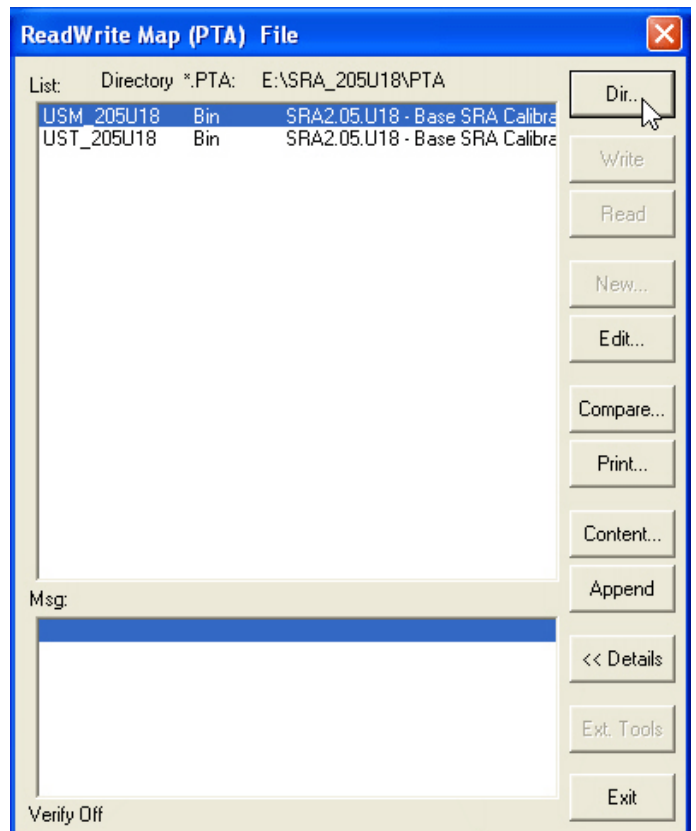 ReadWrite Map (PTA) File
List: Directory *.PTA: E:\SRA_205U18\PTA
USM_205U18 Bin SRA2.05.U18 - Base SRA Calibra
UST_205U18 Bin SRA2.05.U18 - Base SRA Calibra
Dir...
Write
Read
New...
Edit...
Compare...
Print...
Content...
Append
<< Details
Ext. Tools
Exit
Msg:
Verify Off